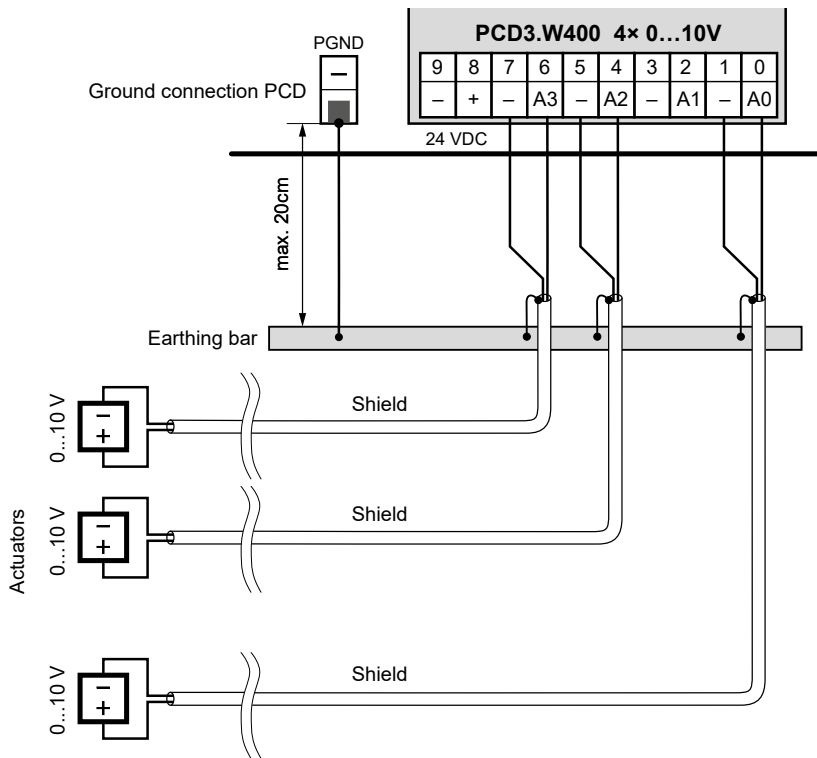 PCD3.W400 4× 0…10V
PGND
9 8 7 6 5 4 3 2 1 0
–
– + – A3 – A2 – A1 – A0
Ground connection PCD
24 VDC
max. 20cm
Earthing bar
0…10 V
–
+
Shield
Actuators
0…10 V
–
+
Shield
0…10 V
–
+
Shield